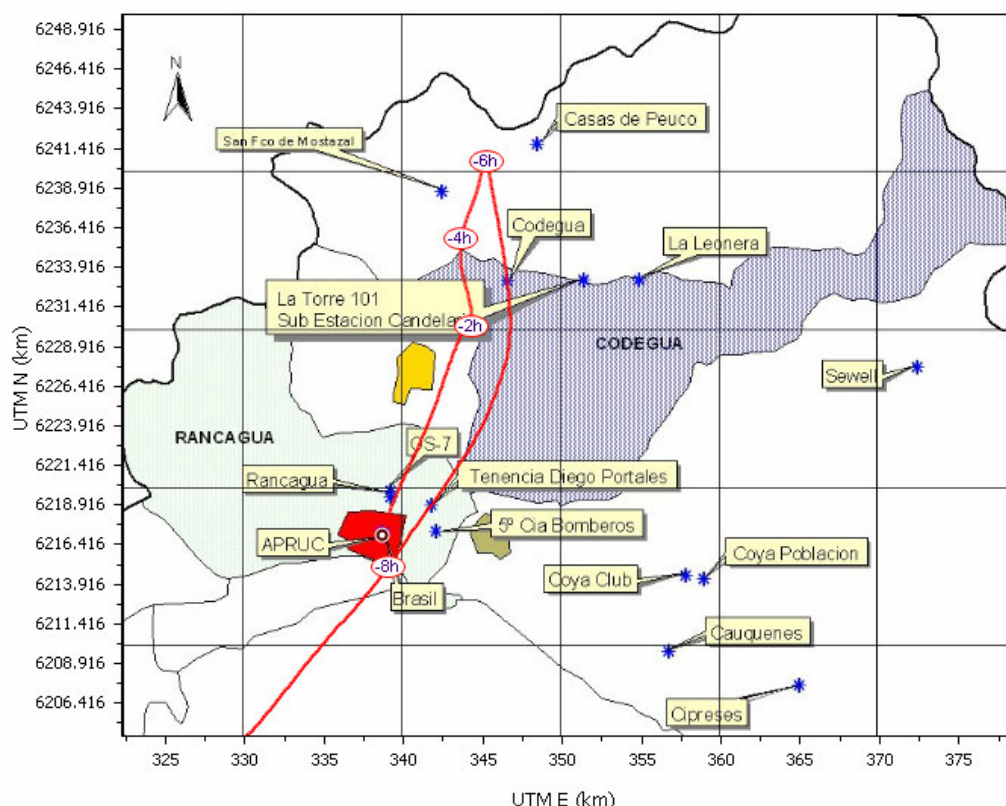 6248.916
6246.416
6243.916
6241.416
6238.916
6236.416
6233.916
6231.416
6228.916
6226.416
6223.916
6221.416
6218.916
6216.416
6213.916
6211.416
6208.916
6206.416
UTM N (km)
N
Casas de Peuco
San Fco de Mostazal
-6h
-4h
Codegua
La Leonera
La Torre 101
Sub Estacion Candelaria
-2h
CODEGUA
Sewell
RANCAGUA
OS-7
Rancagua
Tenencia Diego Portales
5º Cia Bomberos
APRUC
-8h
Brasil
Coya Club
Coya Poblacion
Cauquenes
Cipreses
325 330 335 340 345 350 355 360 365 370 375
UTM E (km)